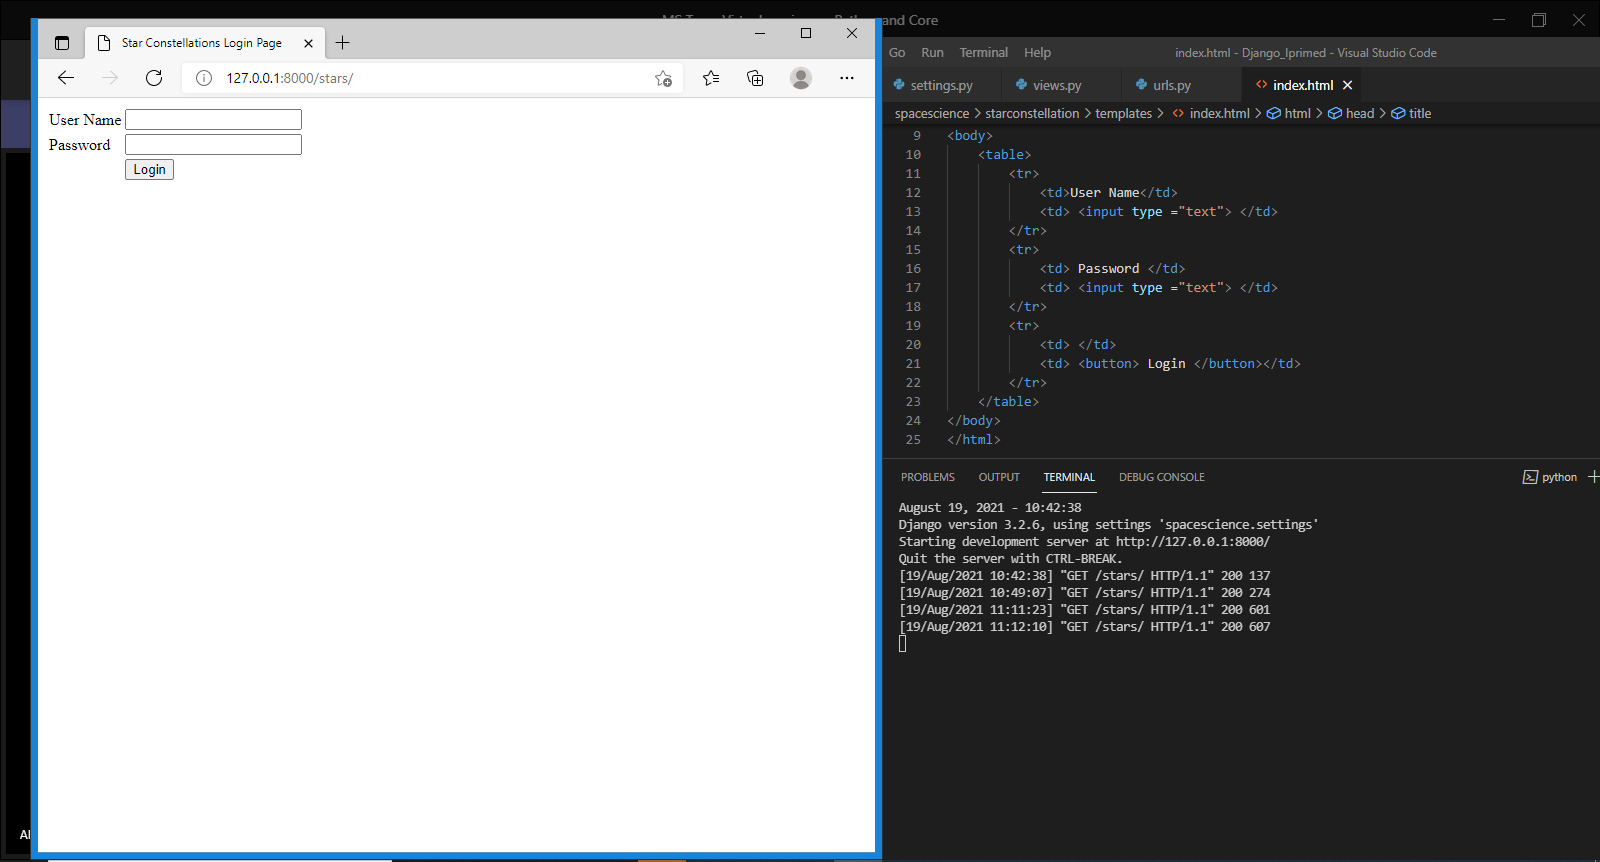 and Core
Star Constellations Login Page
127.0.0.1:8000/stars/
User Name
Password
Login
Go Run Terminal Help
index.html - Django_Iprimed - Visual Studio Code
settings.py
views.py
urls.py
index.html
spacescience > starconstellation > templates > <> index.html > html > head > title
9 <body>
10 <table>
11 <tr>
12 <td>User Name</td>
13 <td> <input type ="text"> </td>
14 </tr>
15 <tr>
16 <td> Password </td>
17 <td> <input type ="text"> </td>
18 </tr>
19 <tr>
20 <td> </td>
21 <td> <button> Login </button></td>
22 </tr>
23 </table>
24 </body>
25 </html>
PROBLEMS OUTPUT TERMINAL DEBUG CONSOLE
python
August 19, 2021 - 10:42:38
Django version 3.2.6, using settings 'spacescience.settings'
Starting development server at http://127.0.0.1:8000/
Quit the server with CTRL-BREAK.
[19/Aug/2021 10:42:38] "GET /stars/ HTTP/1.1" 200 137
[19/Aug/2021 10:49:07] "GET /stars/ HTTP/1.1" 200 274
[19/Aug/2021 11:11:23] "GET /stars/ HTTP/1.1" 200 601
[19/Aug/2021 11:12:10] "GET /stars/ HTTP/1.1" 200 607